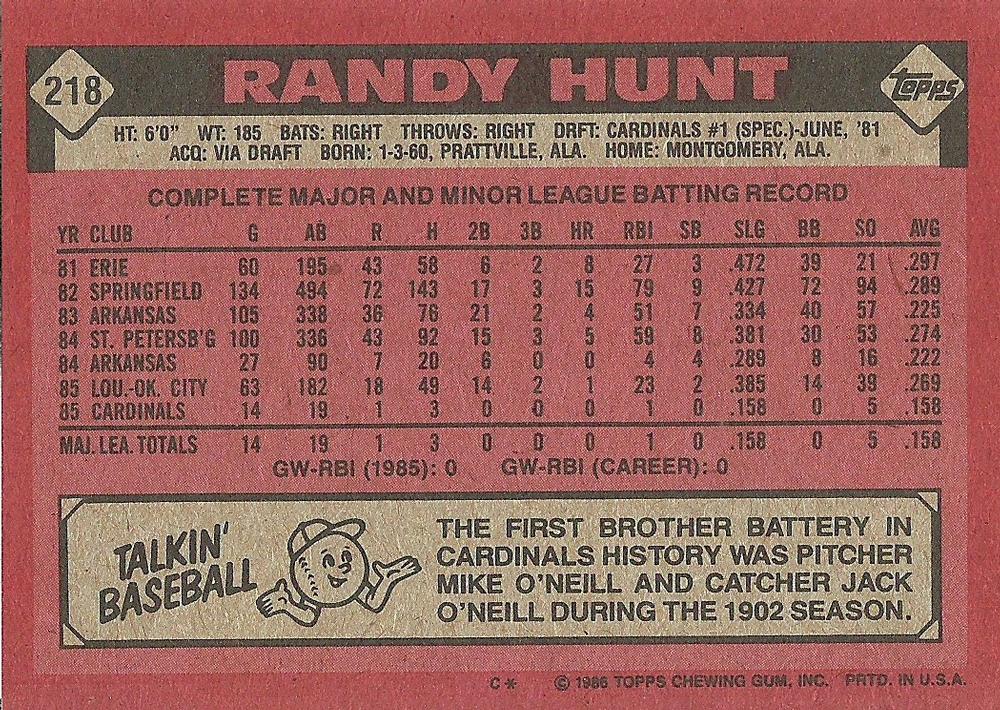 218 RANDY HUNT Topps
HT: 6'0" WT: 185 BATS: RIGHT THROWS: RIGHT DRFT: CARDINALS #1 (SPEC.)-JUNE, '81
ACQ: VIA DRAFT BORN: 1-3-60, PRATTVILLE, ALA. HOME: MONTGOMERY, ALA.
COMPLETE MAJOR AND MINOR LEAGUE BATTING RECORD
YR CLUB G AB R H 2B 3B HR RBI SB SLG BB SO AVG
81 ERIE 60 195 43 58 6 2 8 27 3 .472 39 21 .297
82 SPRINGFIELD 134 494 72 143 17 3 15 79 9 .427 72 94 .289
83 ARKANSAS 105 338 36 76 21 2 4 51 7 .334 40 57 .225
84 ST. PETERSB'G 100 336 43 92 15 3 5 59 8 .381 30 53 .274
84 ARKANSAS 27 90 7 20 6 0 0 4 4 .289 8 16 .222
85 LOU.-OK. CITY 63 182 18 49 14 2 1 23 2 .385 14 39 .269
85 CARDINALS 14 19 1 3 0 0 0 1 0 .158 0 5 .158
MAJ. LEA. TOTALS 14 19 1 3 0 0 0 1 0 .158 0 5 .158
GW-RBI (1985): 0 GW-RBI (CAREER): 0
TALKIN'
BASEBALL
THE FIRST BROTHER BATTERY IN
CARDINALS HISTORY WAS PITCHER
MIKE O'NEILL AND CATCHER JACK
O'NEILL DURING THE 1902 SEASON.
C* © 1986 TOPPS CHEWING GUM, INC. PRTD. IN U.S.A.